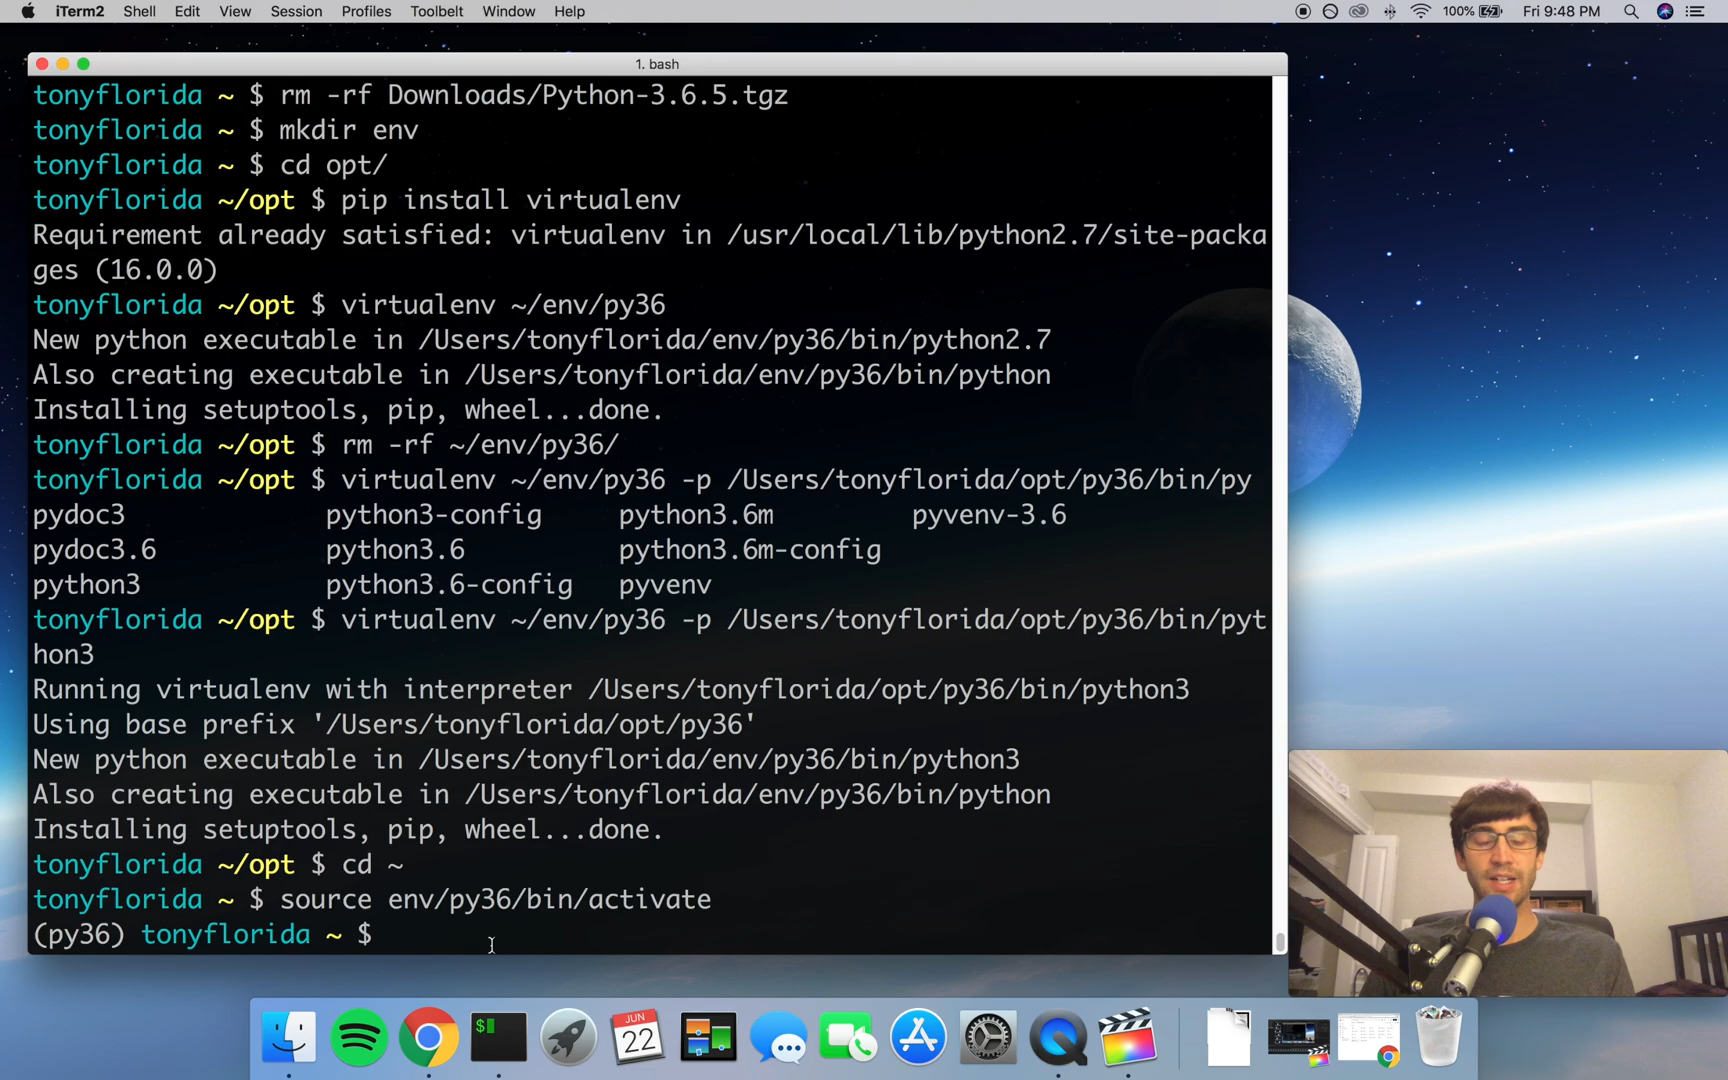 iTerm2 Shell Edit View Session Profiles Toolbelt Window Help 100% Fri 9:48 PM
1. bash
tonyflorida ~ $ rm -rf Downloads/Python-3.6.5.tgz
tonyflorida ~ $ mkdir env
tonyflorida ~ $ cd opt/
tonyflorida ~/opt $ pip install virtualenv
Requirement already satisfied: virtualenv in /usr/local/lib/python2.7/site-packa
ges (16.0.0)
tonyflorida ~/opt $ virtualenv ~/env/py36
New python executable in /Users/tonyflorida/env/py36/bin/python2.7
Also creating executable in /Users/tonyflorida/env/py36/bin/python
Installing setuptools, pip, wheel...done.
tonyflorida ~/opt $ rm -rf ~/env/py36/
tonyflorida ~/opt $ virtualenv ~/env/py36 -p /Users/tonyflorida/opt/py36/bin/py
pydoc3 python3-config python3.6m pyvenv-3.6
pydoc3.6 python3.6 python3.6m-config
python3 python3.6-config pyvenv
tonyflorida ~/opt $ virtualenv ~/env/py36 -p /Users/tonyflorida/opt/py36/bin/pyt
hon3
Running virtualenv with interpreter /Users/tonyflorida/opt/py36/bin/python3
Using base prefix '/Users/tonyflorida/opt/py36'
New python executable in /Users/tonyflorida/env/py36/bin/python3
Also creating executable in /Users/tonyflorida/env/py36/bin/python
Installing setuptools, pip, wheel...done.
tonyflorida ~/opt $ cd ~
tonyflorida ~ $ source env/py36/bin/activate
(py36) tonyflorida ~ $
$
JUN
22